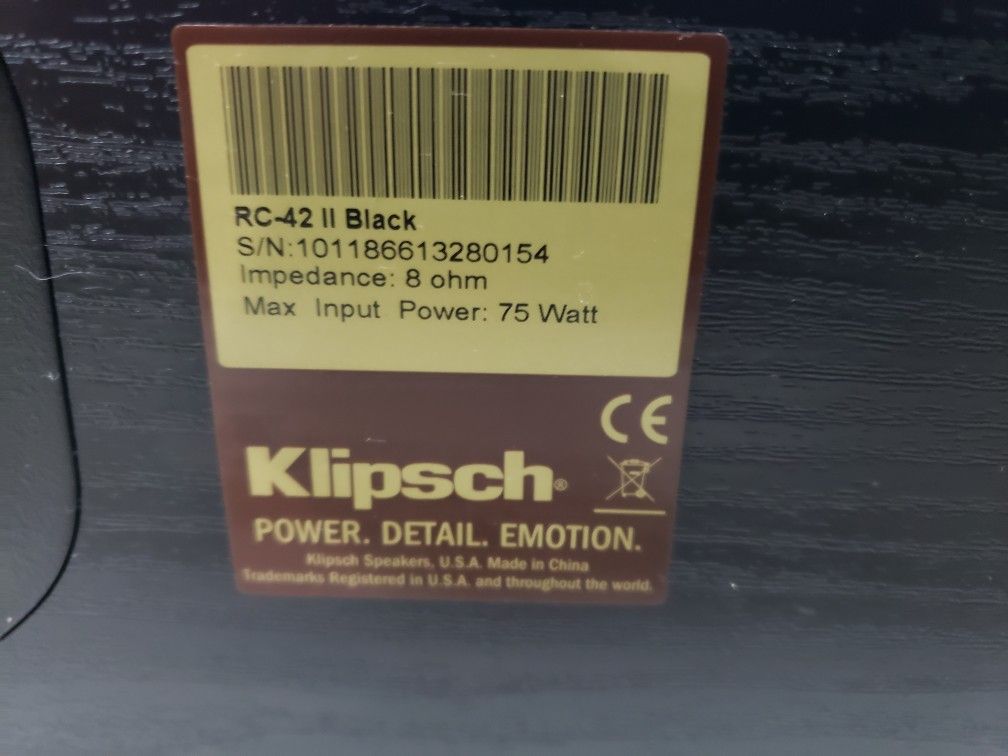 RC-42 II Black
S/N:101186613280154
Impedance: 8 ohm
Max Input Power: 75 Watt
CE
Klipsch®
POWER. DETAIL. EMOTION.
Klipsch Speakers, U.S.A. Made in China
Trademarks Registered in U.S.A. and throughout the world.